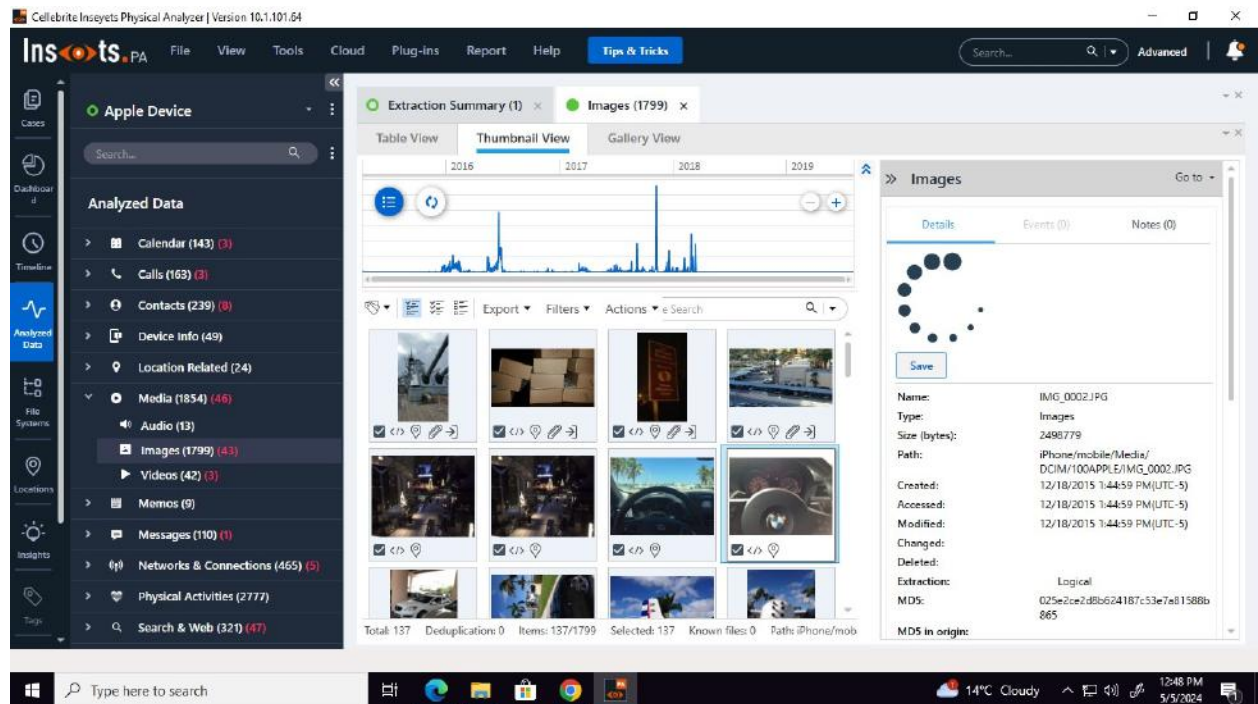 Cellebrite Inseyets Physical Analyzer | Version 10.1.101.64
File View Tools Cloud Plug-ins Report Help Tips & Tricks
Search... Advanced
Cases
Dashboar
d
Timeline
Analyzed
Data
File
Systems
Locations
Insights
Tags
Apple Device
Search...
Analyzed Data
Calendar (143) (3)
Calls (163) (3)
Contacts (239) (8)
Device Info (49)
Location Related (24)
Media (1854) (46)
Audio (13)
Images (1799) (43)
Videos (42) (3)
Memos (9)
Messages (110) (1)
Networks & Connections (465) (5)
Physical Activities (2777)
Search & Web (321) (47)
Extraction Summary (1) Images (1799)
Table View Thumbnail View Gallery View
2016 2017 2018 2019
Export Filters Actions e Search
Total: 137 Deduplication: 0 Items: 137/1799 Selected: 137 Known files: 0 Path: iPhone/mob
Images Go to
Details Events (0) Notes (0)
Save
Name: IMG_0002.JPG
Type: Images
Size (bytes): 2498779
Path: iPhone/mobile/Media/
DCIM/100APPLE/IMG_0002.JPG
Created: 12/18/2015 1:44:59 PM(UTC-5)
Accessed: 12/18/2015 1:44:59 PM(UTC-5)
Modified: 12/18/2015 1:44:59 PM(UTC-5)
Changed:
Deleted:
Extraction: Logical
MD5: 025e2ce2d8b624187c53e7a81588b
865
MD5 in origin:
Type here to search
14°C Cloudy
12:48 PM
5/5/2024